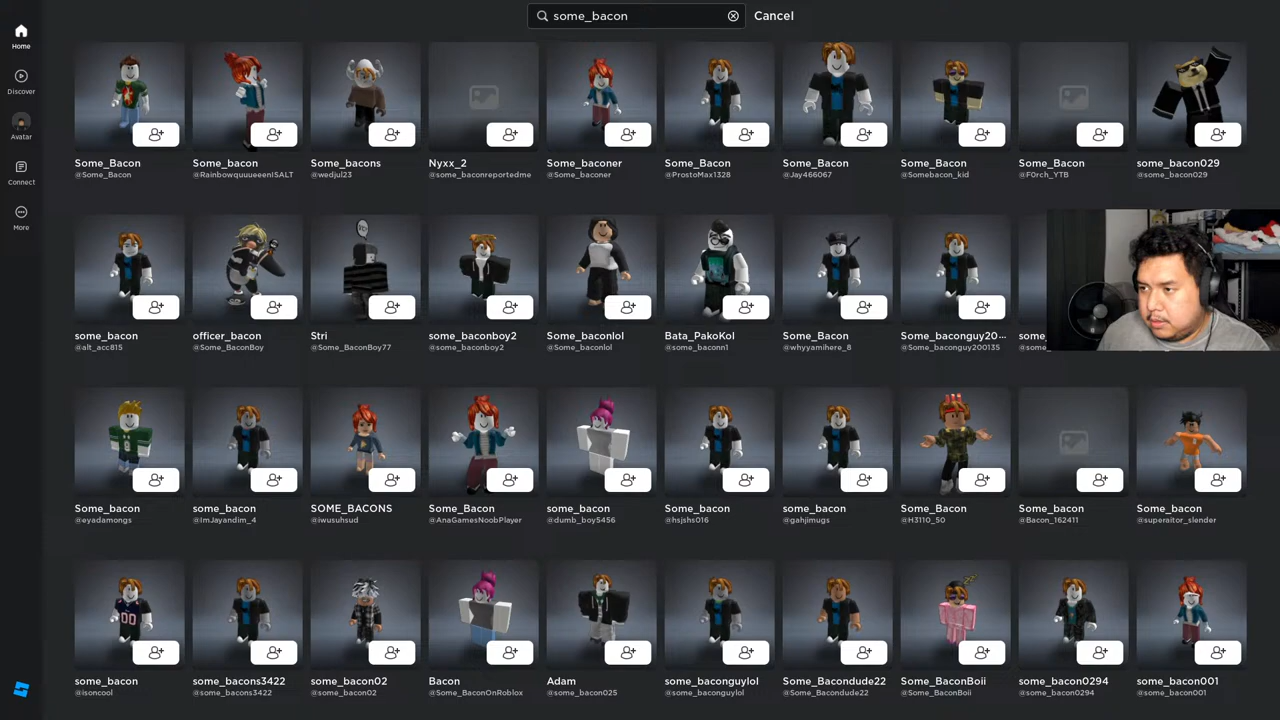 some_bacon
Cancel
Home
Discover
Avatar
Connect
More
Some_Bacon
@Some_Bacon
Some_bacon
@RainbowquuueeenISALT
Some_bacons
@wedjul23
Nyxx_2
@some_baconreportedme
Some_baconer
@Some_baconer
Some_Bacon
@ProstoMax1328
Some_Bacon
@Jay466067
Some_Bacon
@Somebacon_kid
Some_Bacon
@F0rch_YTB
some_bacon029
@some_bacon029
some_bacon
@alt_acc815
officer_bacon
@Some_BaconBoy
Stri
@Some_BaconBoy77
some_baconboy2
@some_baconboy2
Some_baconlol
@Some_baconlol
Bata_PakoKol
@some_baconn1
Some_Bacon
@whyyamihere_8
Some_baconguy20...
@Some_baconguy200135
some_
@some_
Some_bacon
@eyadamongs
some_bacon
@ImJayandim_4
SOME_BACONS
@iwusuhsud
Some_Bacon
@AnaGamesNoobPlayer
some_bacon
@dumb_boy5456
Some_bacon
@hsjshs016
some_bacon
@gahjimugs
Some_Bacon
@H3110_50
Some_bacon
@Bacon_162411
Some_bacon
@superaitor_slender
some_bacon
@isoncool
some_bacons3422
@some_bacons3422
some_bacon02
@some_bacon02
Bacon
@Some_BaconOnRoblox
Adam
@some_bacon025
some_baconguylol
@some_baconguylol
Some_Bacondude22
@Some_Bacondude22
Some_BaconBoii
@Some_BaconBoii
some_bacon0294
@some_bacon0294
some_bacon001
@some_bacon001